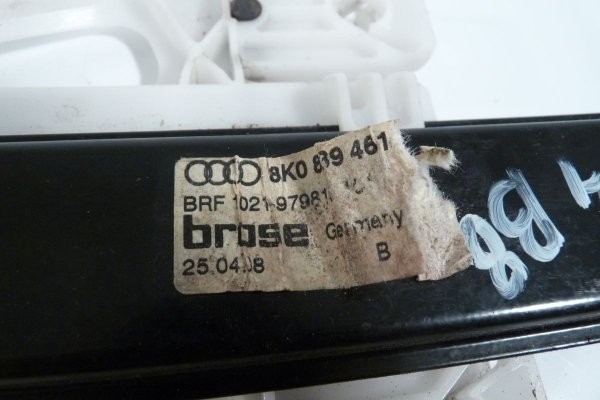 8K0 839 461
BRF 1021-97981
brose Germany
25.04.08 B